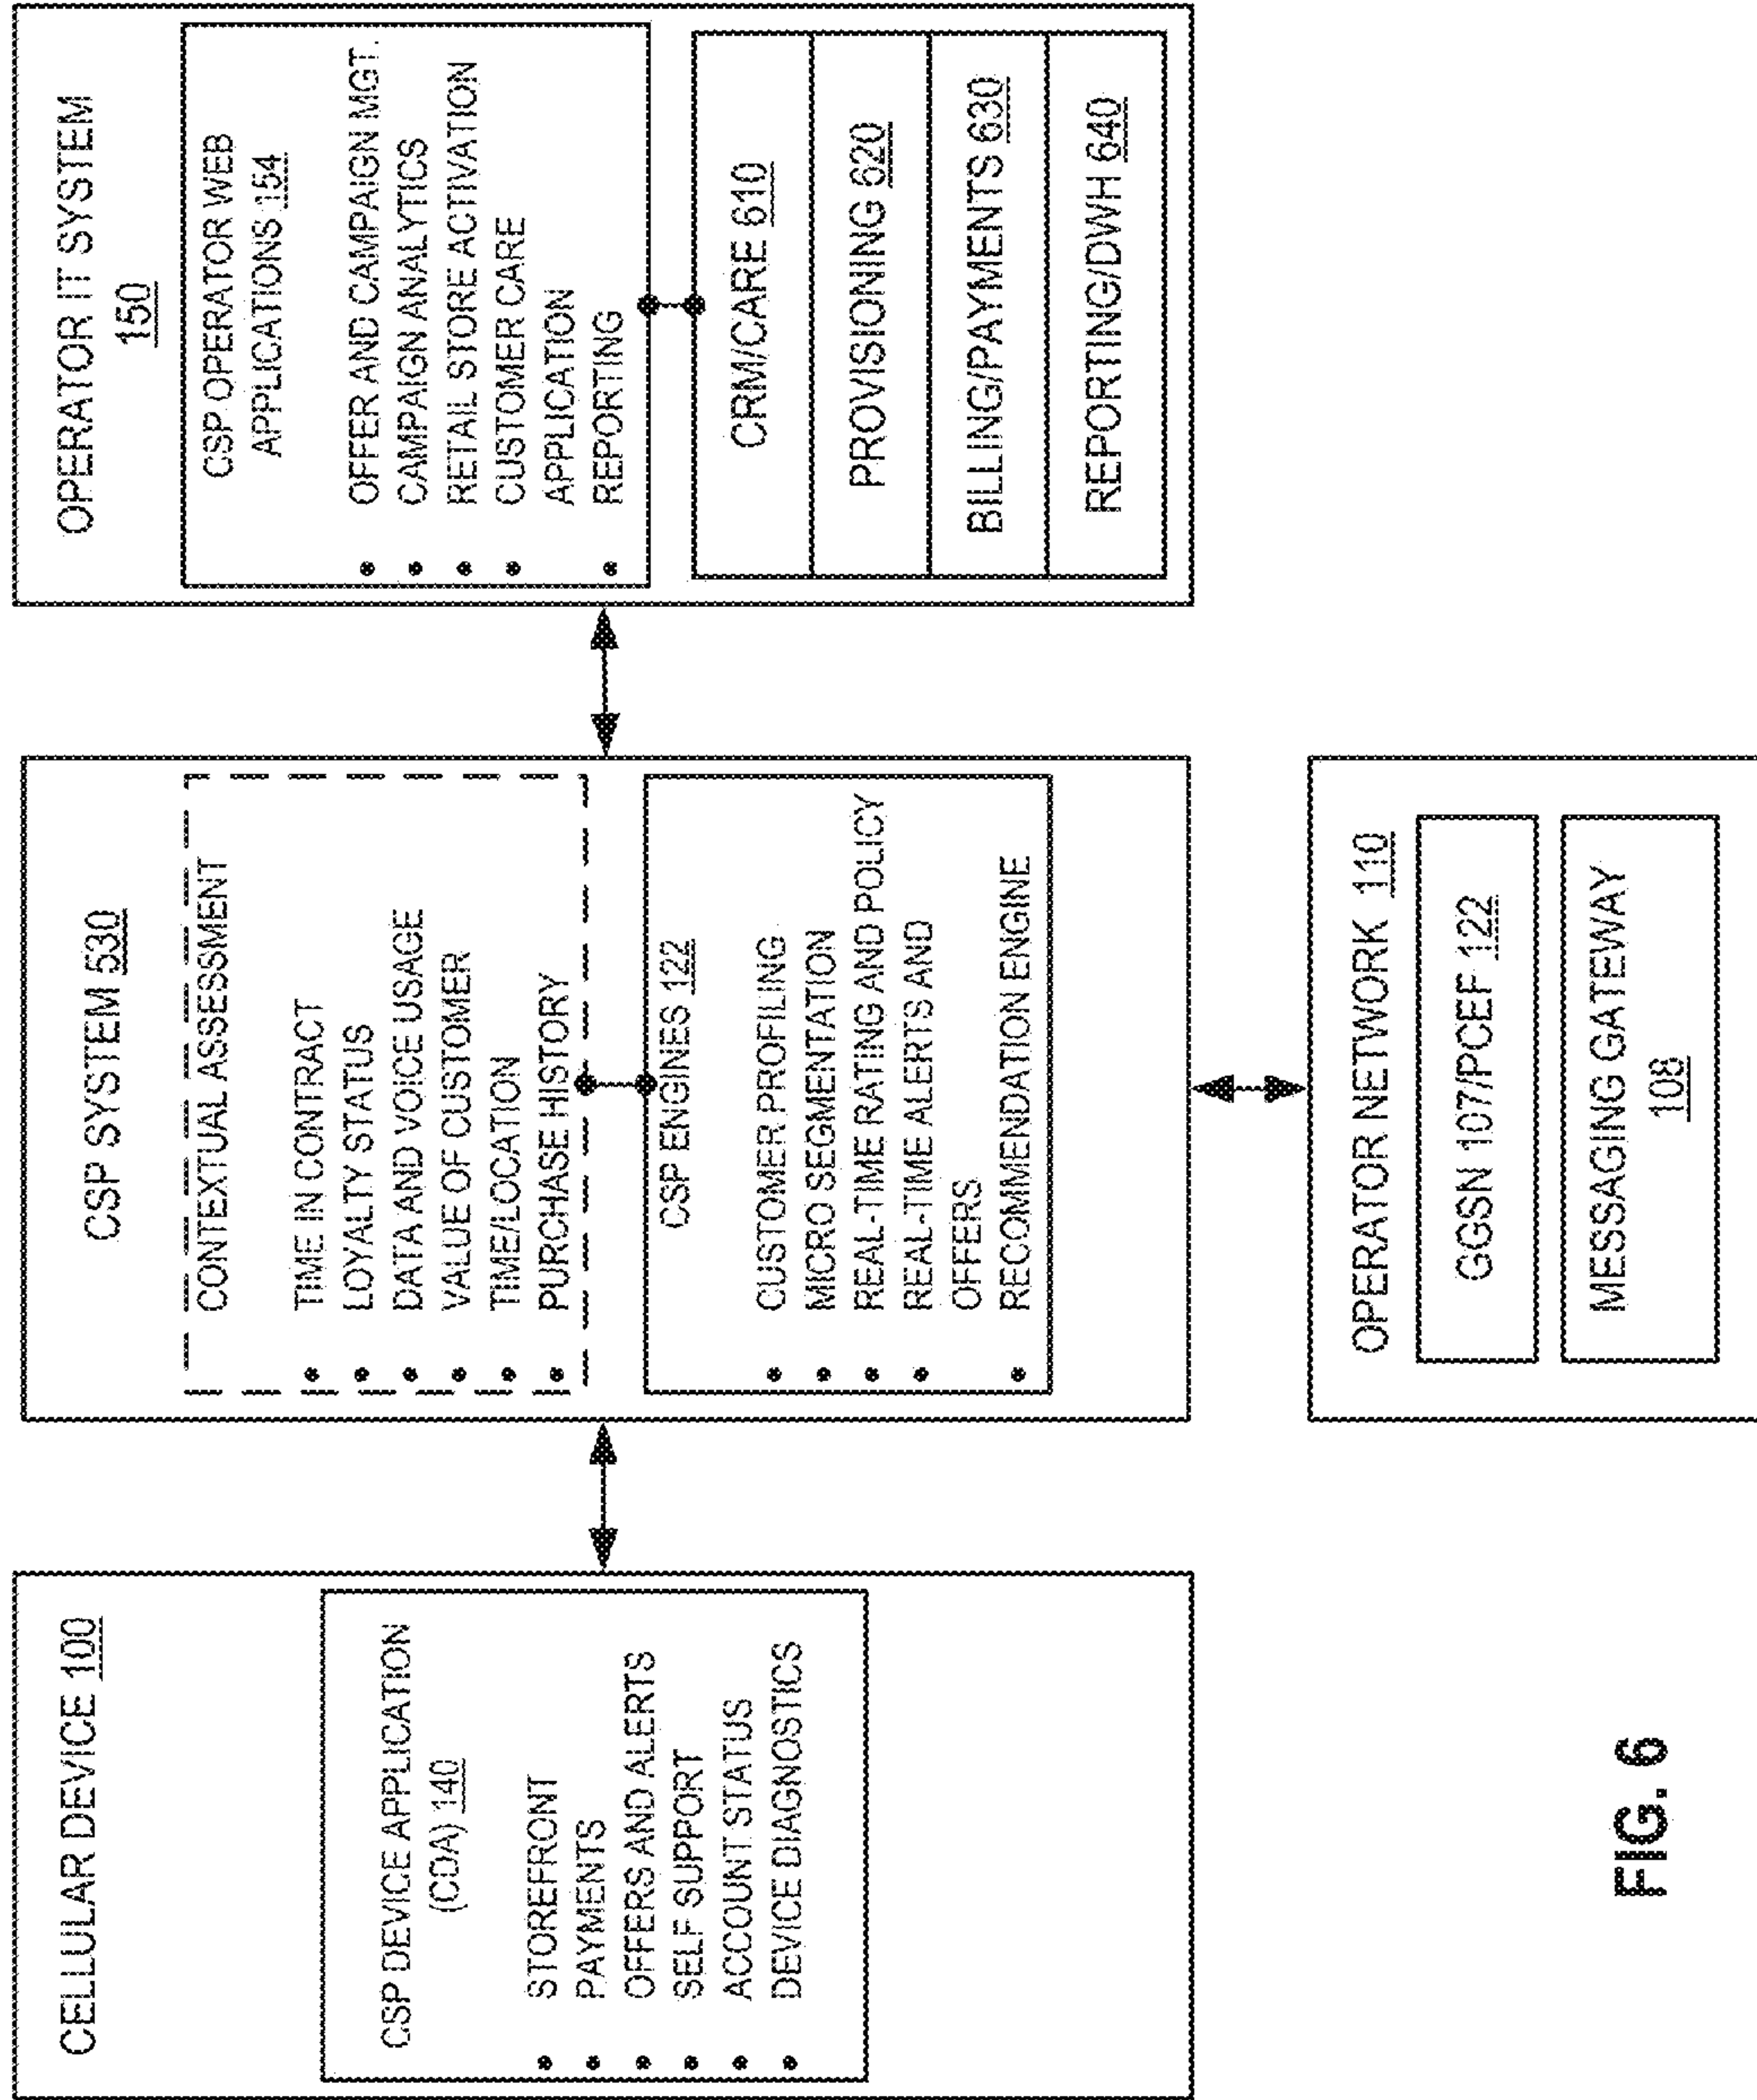 CELLULAR DEVICE 100
CSP DEVICE APPLICATION
(CDA) 140
• STOREFRONT
• PAYMENTS
• OFFERS AND ALERTS
• SELF SUPPORT
• ACCOUNT STATUS
• DEVICE DIAGNOSTICS
CSP SYSTEM 530
CONTEXTUAL ASSESSMENT
• TIME IN CONTRACT
• LOYALTY STATUS
• DATA AND VOICE USAGE
• VALUE OF CUSTOMER
• TIME/LOCATION
• PURCHASE HISTORY
CSP ENGINES 122
• CUSTOMER PROFILING
• MICRO SEGMENTATION
• REAL-TIME RATING AND POLICY
• REAL-TIME ALERTS AND
OFFERS
• RECOMMENDATION ENGINE
OPERATOR IT SYSTEM
150
CSP OPERATOR WEB
APPLICATIONS 154
• OFFER AND CAMPAIGN MGT.
• CAMPAIGN ANALYTICS
• RETAIL STORE ACTIVATION
• CUSTOMER CARE
APPLICATION
• REPORTING
CRM/CARE 610
PROVISIONING 620
BILLING/PAYMENTS 630
REPORTING/DWH 640
OPERATOR NETWORK 110
GGSN 107/PCEF 122
MESSAGING GATEWAY
108
FIG. 6